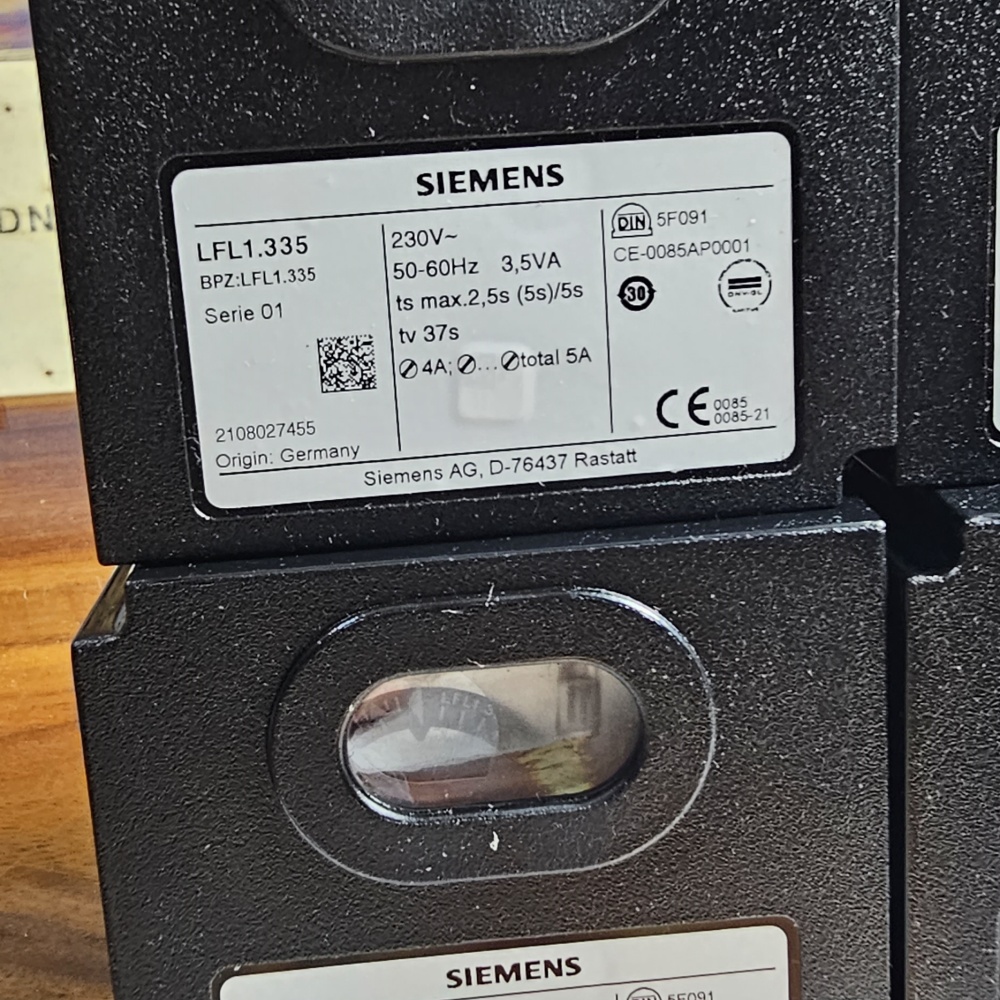 SIEMENS
LFL1.335
BPZ:LFL1.335
Serie 01
2108027455
Origin: Germany
230V~
50-60Hz 3,5VA
ts max.2,5s (5s)/5s
tv 37s
4A; ... total 5A
DIN 5F091
CE-0085AP0001
30
CE 0085
0085-21
Siemens AG, D-76437 Rastatt
DN
SIEMENS
5F091